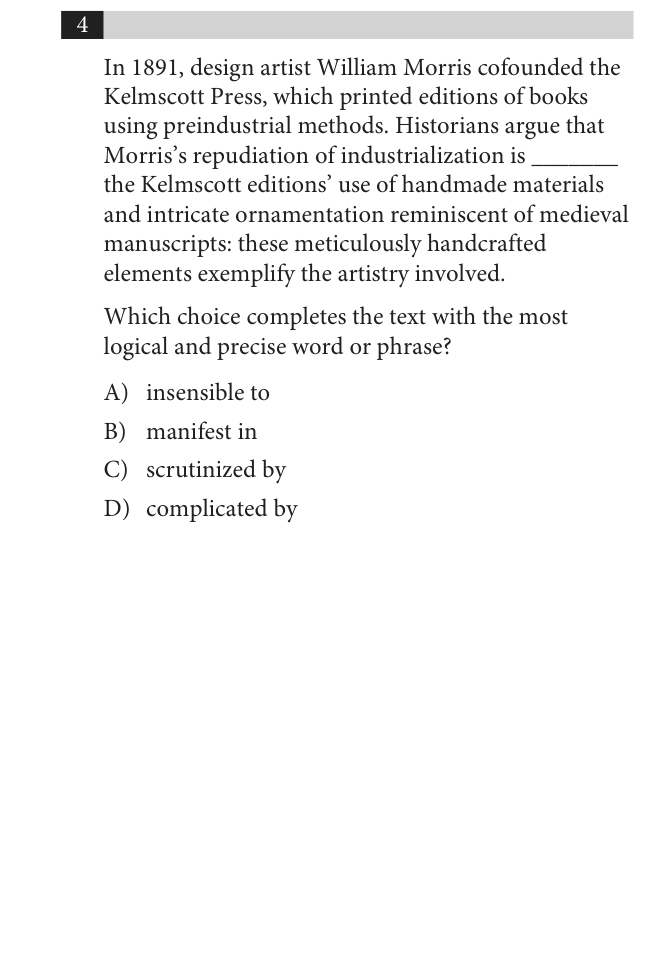 4
In 1891, design artist William Morris cofounded the
Kelmscott Press, which printed editions of books
using preindustrial methods. Historians argue that
Morris’s repudiation of industrialization is _______
the Kelmscott editions’ use of handmade materials
and intricate ornamentation reminiscent of medieval
manuscripts: these meticulously handcrafted
elements exemplify the artistry involved.
Which choice completes the text with the most
logical and precise word or phrase?
A) insensible to
B) manifest in
C) scrutinized by
D) complicated by